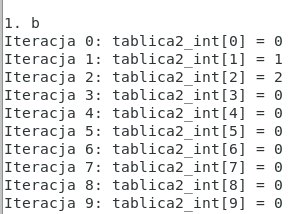 1. b
Iteracja 0: tablica2_int[0] = 0
Iteracja 1: tablica2_int[1] = 1
Iteracja 2: tablica2_int[2] = 2
Iteracja 3: tablica2_int[3] = 0
Iteracja 4: tablica2_int[4] = 0
Iteracja 5: tablica2_int[5] = 0
Iteracja 6: tablica2_int[6] = 0
Iteracja 7: tablica2_int[7] = 0
Iteracja 8: tablica2_int[8] = 0
Iteracja 9: tablica2_int[9] = 0